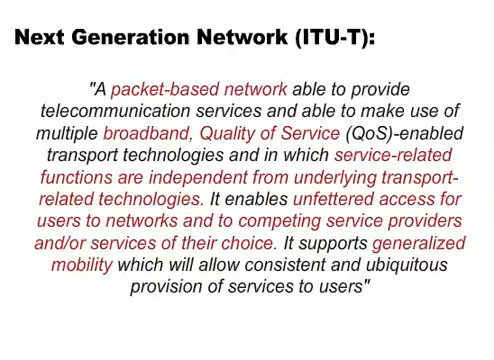 Next Generation Network (ITU-T):
"A packet-based network able to provide
telecommunication services and able to make use of
multiple broadband, Quality of Service (QoS)-enabled
transport technologies and in which service-related
functions are independent from underlying transport-
related technologies. It enables unfettered access for
users to networks and to competing service providers
and/or services of their choice. It supports generalized
mobility which will allow consistent and ubiquitous
provision of services to users"